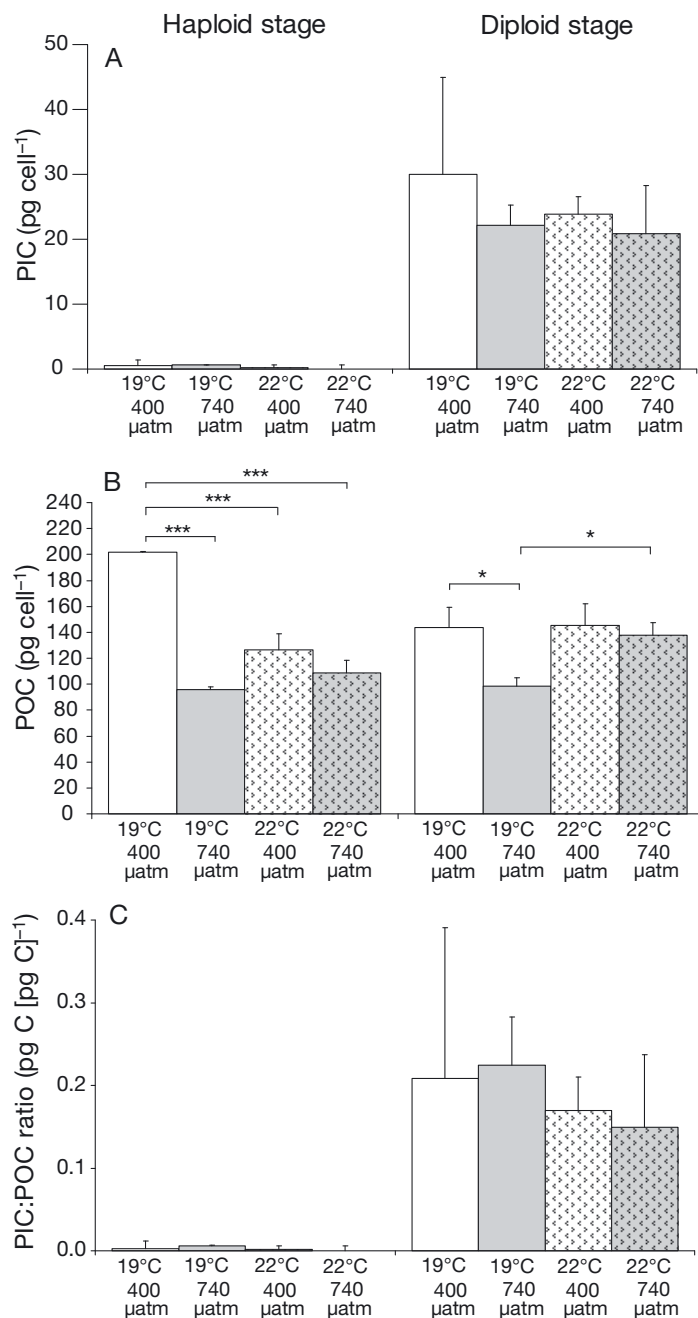 Haploid stage Diploid stage
A
PIC (pg cell⁻¹)
50
40
30
20
10
0
19°C 19°C 22°C 22°C 19°C 19°C 22°C 22°C
400 740 400 740 400 740 400 740
µatm µatm µatm µatm µatm µatm µatm µatm
B
POC (pg cell⁻¹)
***
***
***
*
*
240
220
200
180
160
140
120
100
80
60
40
20
0
19°C 19°C 22°C 22°C 19°C 19°C 22°C 22°C
400 740 400 740 400 740 400 740
µatm µatm µatm µatm µatm µatm µatm µatm
C
PIC:POC ratio (pg C [pg C]⁻¹)
0.4
0.3
0.2
0.1
0.0
19°C 19°C 22°C 22°C 19°C 19°C 22°C 22°C
400 740 400 740 400 740 400 740
µatm µatm µatm µatm µatm µatm µatm µatm